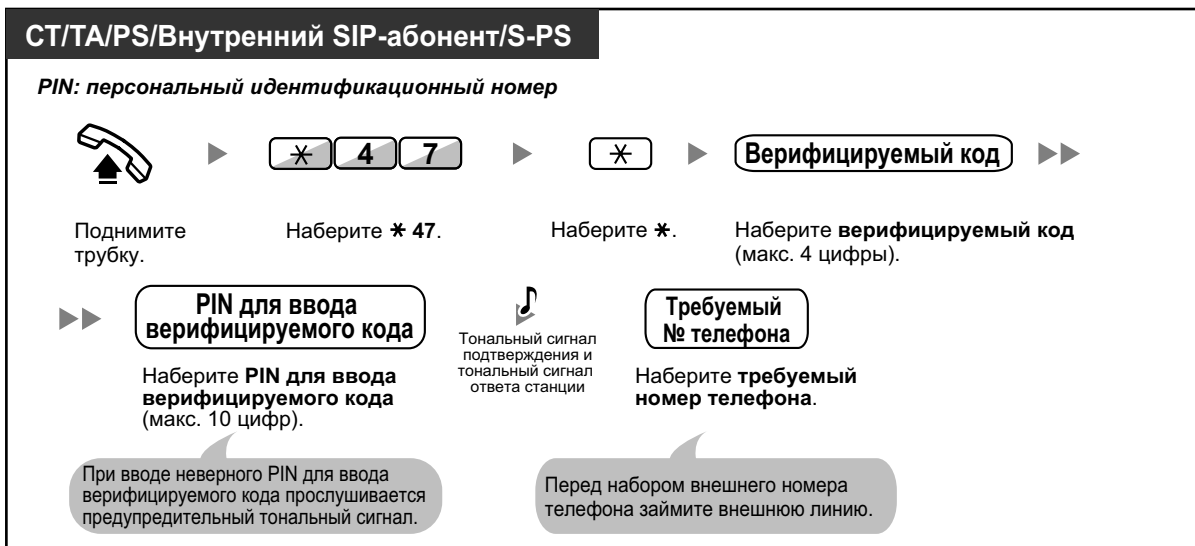 СТ/ТА/PS/Внутренний SIP-абонент/S-PS
PIN: персональный идентификационный номер
* 4 7
*
Верифицируемый код
Поднимите
трубку.
Наберите * 47.
Наберите *.
Наберите верифицируемый код
(макс. 4 цифры).
PIN для ввода
верифицируемого кода
Наберите PIN для ввода
верифицируемого кода
(макс. 10 цифр).
Тональный сигнал
подтверждения и
тональный сигнал
ответа станции
Требуемый
№ телефона
Наберите требуемый
номер телефона.
При вводе неверного PIN для ввода
верифицируемого кода прослушивается
предупредительный тональный сигнал.
Перед набором внешнего номера
телефона займите внешнюю линию.